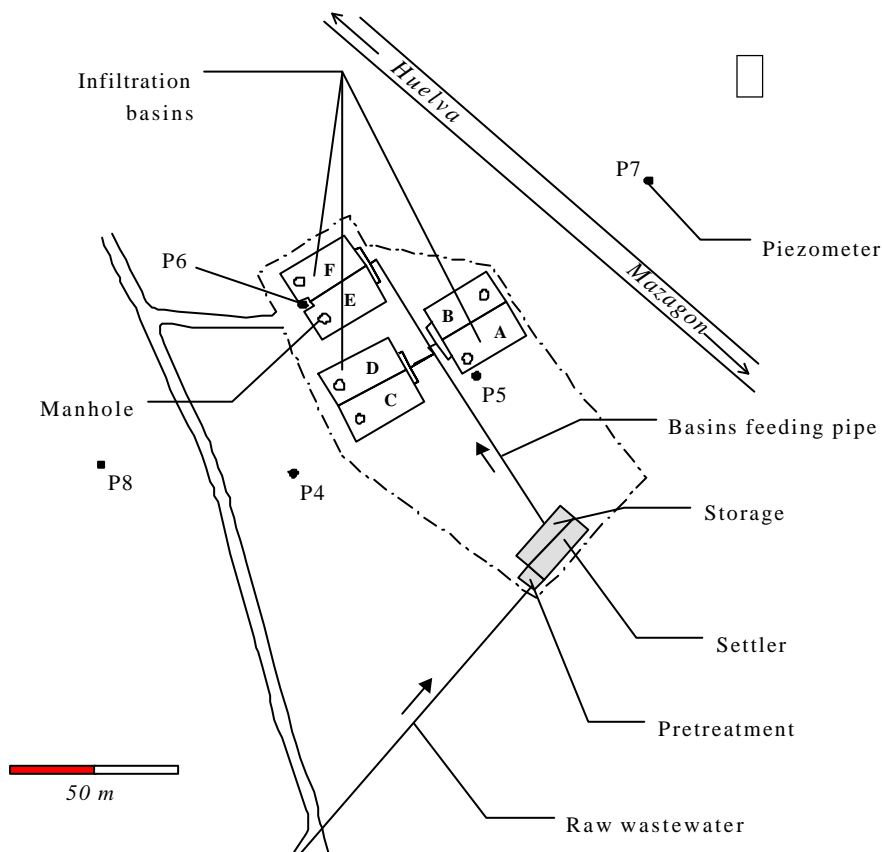 Huelva
Infiltration
basins
P7
Piezometer
P6
F
E
B
A
Mazagon
D
C
P5
Manhole
Basins feeding pipe
P8
P4
Storage
Settler
Pretreatment
50 m
Raw wastewater